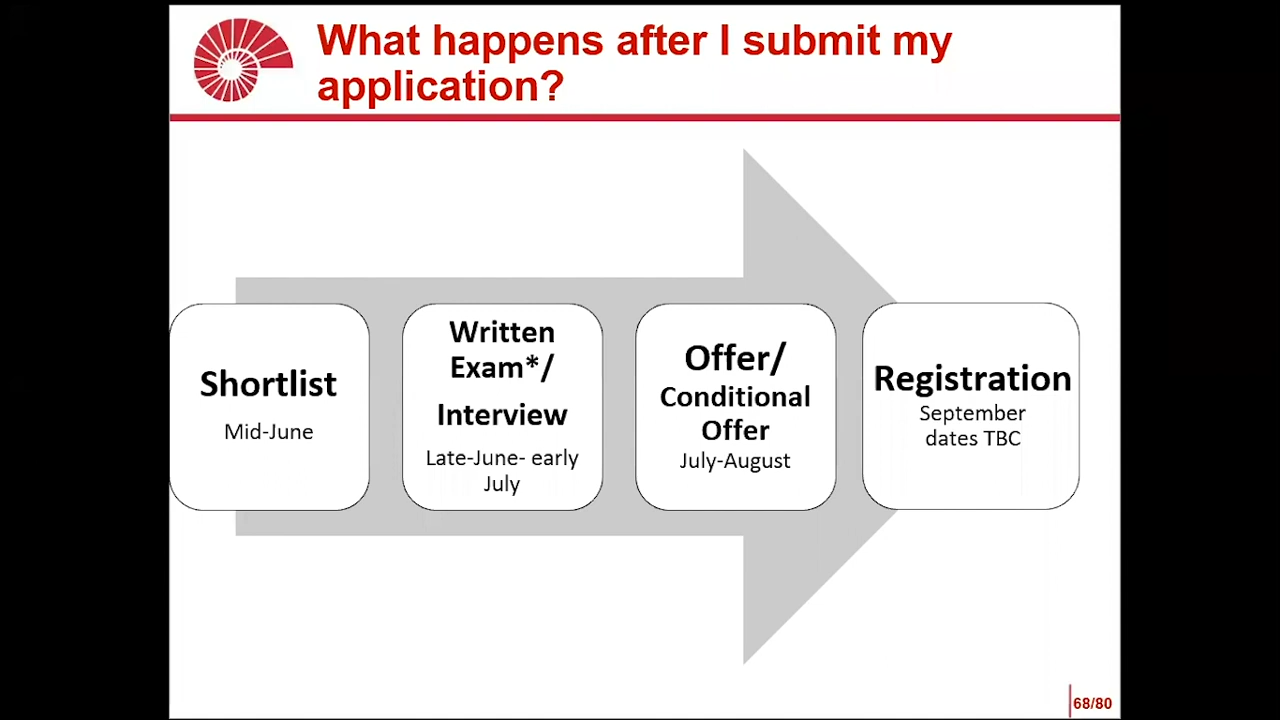 What happens after I submit my
application?
Shortlist
Mid-June
Written
Exam*/
Interview
Late-June- early
July
Offer/
Conditional
Offer
July-August
Registration
September
dates TBC
68/80